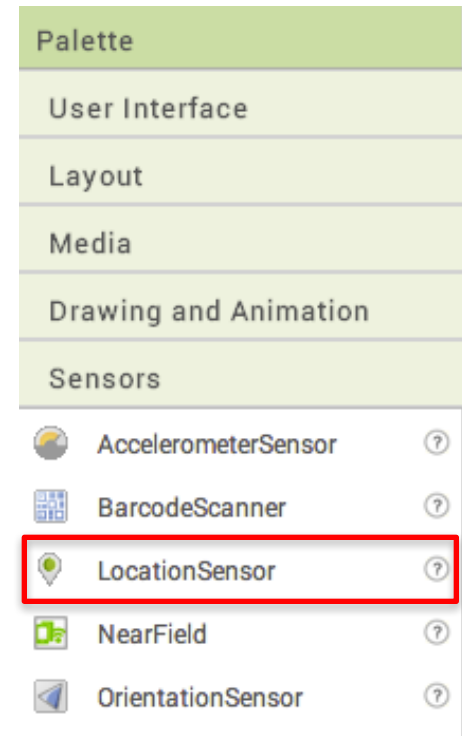 Palette
User Interface
Layout
Media
Drawing and Animation
Sensors
AccelerometerSensor ?
BarcodeScanner ?
LocationSensor ?
NearField ?
OrientationSensor ?